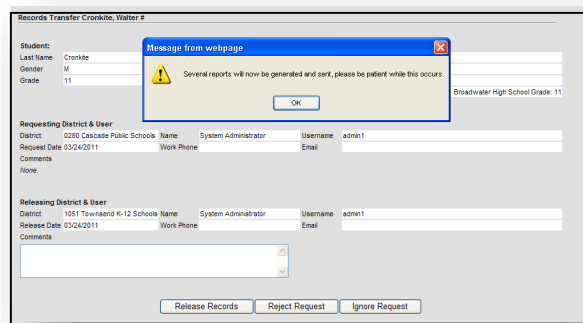 Records Transfer Cronkite, Walter #
Message from webpage
Several reports will now be generated and sent, please be patient while this occurs.
OK
Student:
Last Name Cronkite
Gender M
Grade 11
Broadwater High School Grade: 11
Requesting District & User
District 0280 Cascade Public Schools Name System Administrator Username admin1
Request Date 03/24/2011 Work Phone Email
Comments
None.
Releasing District & User
District 1051 Townsend K-12 Schools Name System Administrator Username admin1
Release Date 03/24/2011 Work Phone Email
Comments
Release Records Reject Request Ignore Request